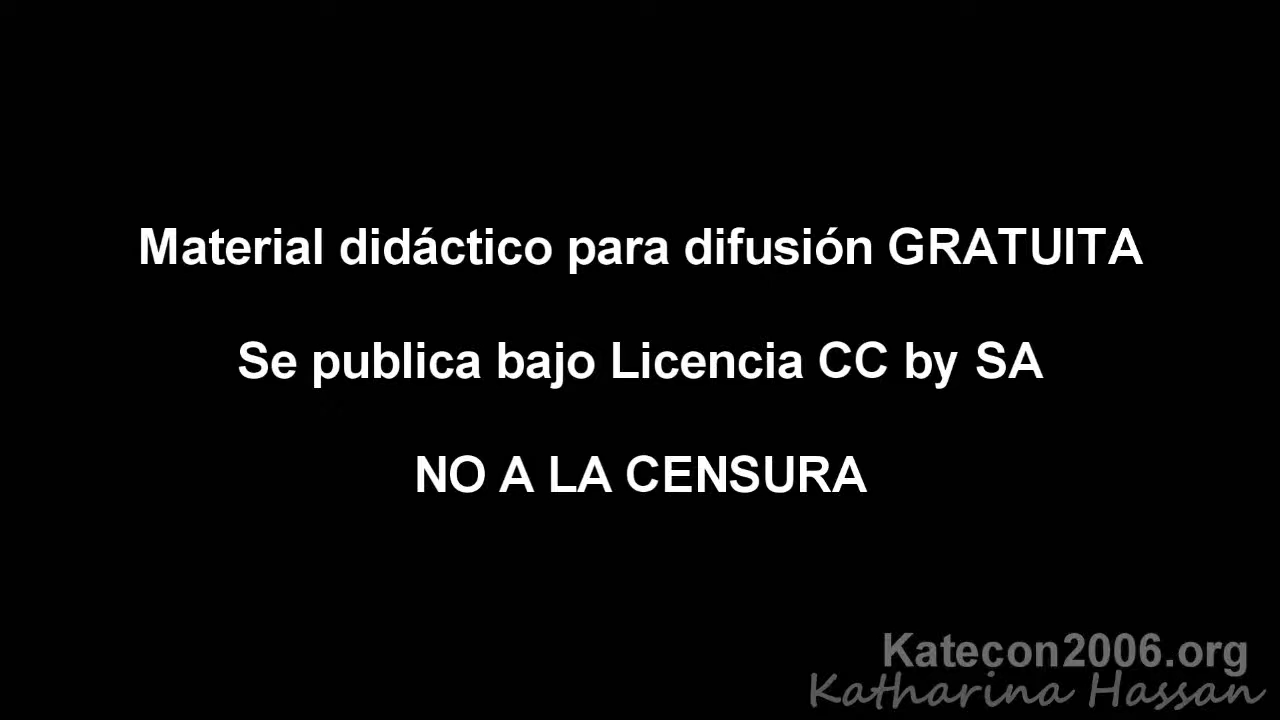 Material didáctico para difusión GRATUITA
Se publica bajo Licencia CC by SA
NO A LA CENSURA
Katecon2006.org
Katharina Hassan